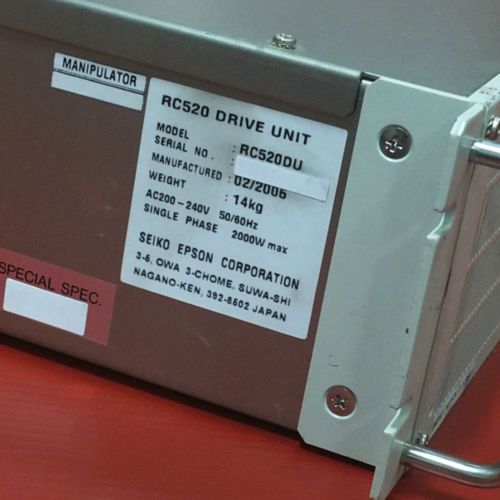 MANIPULATOR
RC520 DRIVE UNIT
MODEL : RC520DU
SERIAL NO. :
MANUFACTURED : 02/2006
WEIGHT : 14kg
AC200-240V 50/60Hz
SINGLE PHASE 2000W max
SEIKO EPSON CORPORATION
3-5, OWA 3-CHOME, SUWA-SHI
NAGANO-KEN, 392-8502 JAPAN
SPECIAL SPEC.